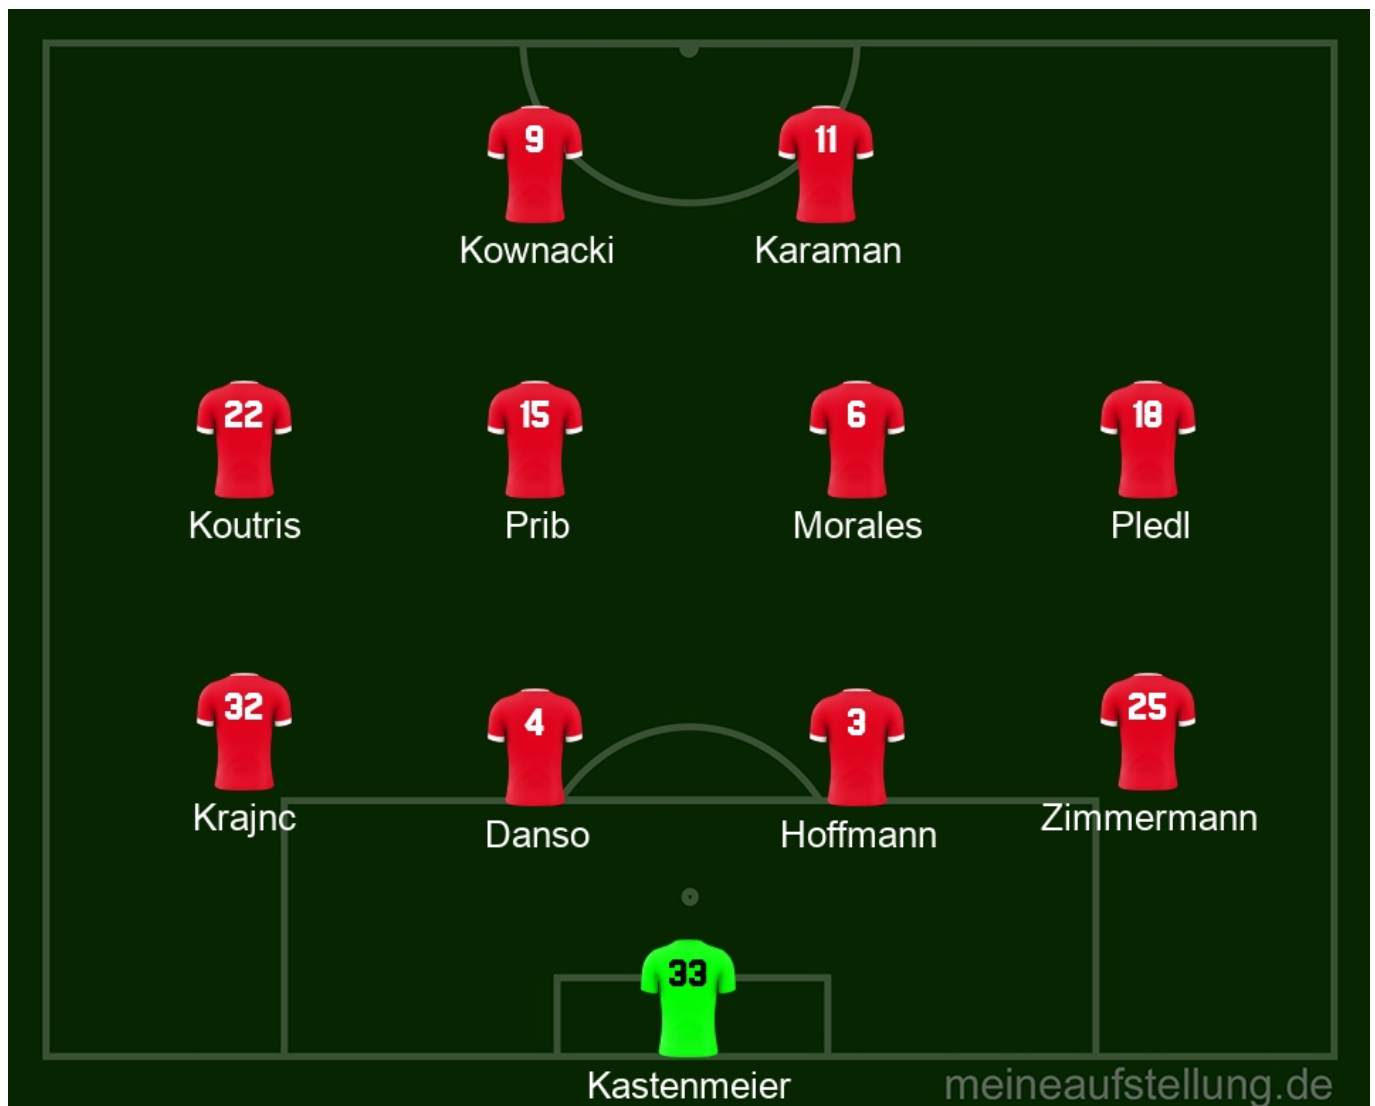 9 11
Kownacki Karaman
22 15 6 18
Koutris Prib Morales Pledl
32 4 3 25
Krajnc Danso Hoffmann Zimmermann
33
Kastenmeier
meineaufstellung.de